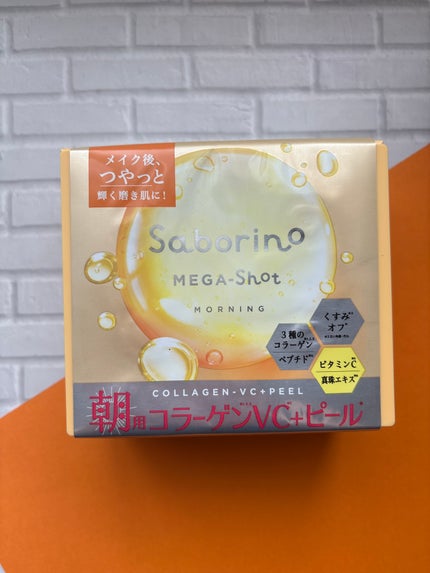 メイク後、
つやっと
輝く磨き肌に!
Saborino
MEGA-Shot
MORNING
くすみ
オフ
3種の
コラーゲン
ペプチド
ビタミンC
真珠エキス
COLLAGEN-VC+PEEL
朝用コラーゲンVC+ピール